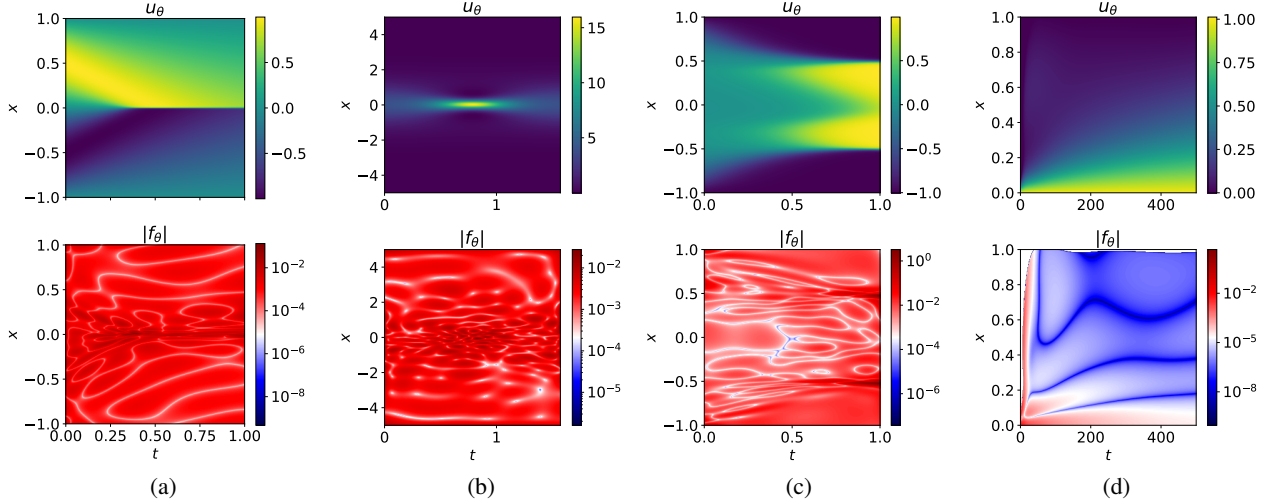 u_θ u_θ u_θ u_θ
1.0 0.5 0.0 −0.5 −1.0 x 0.5 0.0 −0.5
4 2 0 −2 −4 x 0 1 15 10 5
1.0 0.5 0.0 −0.5 −1.0 x 0.0 0.5 1.0 0.5 0.0 −0.5 −1.0
1.0 0.8 0.6 0.4 0.2 0.0 x 0 200 400 1.00 0.75 0.50 0.25 0.00
|f_θ| |f_θ| |f_θ| |f_θ|
1.0 0.5 0.0 −0.5 −1.0 x 0.00 0.25 0.50 0.75 1.00 t 10⁻² 10⁻⁴ 10⁻⁶ 10⁻⁸
4 2 0 −2 −4 x 0 1 t 10⁻² 10⁻³ 10⁻⁴ 10⁻⁵
1.0 0.5 0.0 −0.5 −1.0 x 0.0 0.5 1.0 t 10⁰ 10⁻² 10⁻⁴ 10⁻⁶
1.0 0.8 0.6 0.4 0.2 0.0 x 0 200 400 t 10⁻² 10⁻⁵ 10⁻⁸
(a) (b) (c) (d)